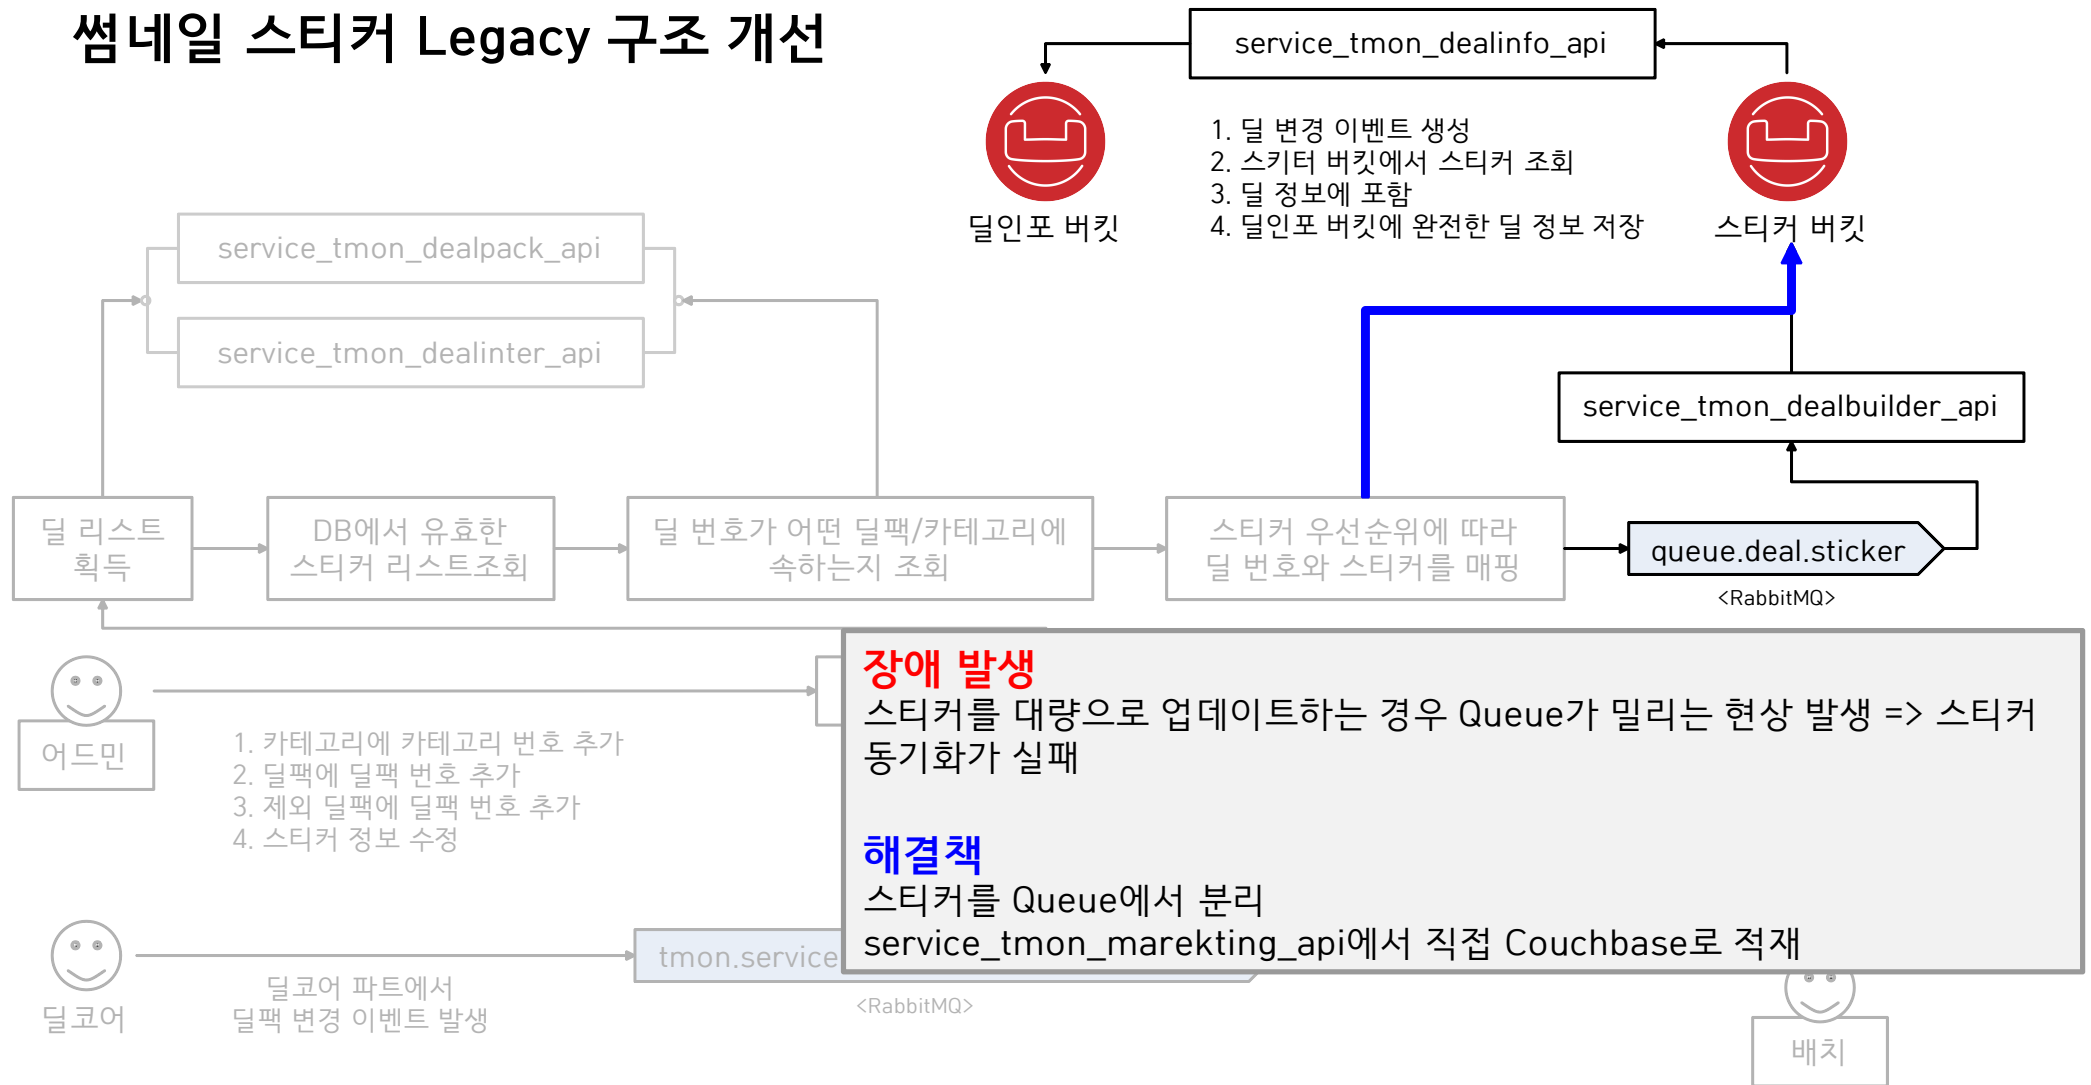 썸네일 스티커 Legacy 구조 개선
service_tmon_dealinfo_api
1. 딜 변경 이벤트 생성
2. 스키터 버킷에서 스티커 조회
3. 딜 정보에 포함
4. 딜인포 버킷에 완전한 딜 정보 저장
딜인포 버킷
스티커 버킷
service_tmon_dealpack_api
service_tmon_dealinter_api
service_tmon_dealbuilder_api
딜 리스트
획득
DB에서 유효한
스티커 리스트조회
딜 번호가 어떤 딜팩/카테고리에
속하는지 조회
스티커 우선순위에 따라
딜 번호와 스티커를 매핑
queue.deal.sticker
<RabbitMQ>
어드민
1. 카테고리에 카테고리 번호 추가
2. 딜팩에 딜팩 번호 추가
3. 제외 딜팩에 딜팩 번호 추가
4. 스티커 정보 수정
장애 발생
스티커를 대량으로 업데이트하는 경우 Queue가 밀리는 현상 발생 => 스티커
동기화가 실패
해결책
스티커를 Queue에서 분리
service_tmon_marekting_api에서 직접 Couchbase로 적재
딜코어
딜코어 파트에서
딜팩 변경 이벤트 발생
tmon.service
<RabbitMQ>
배치